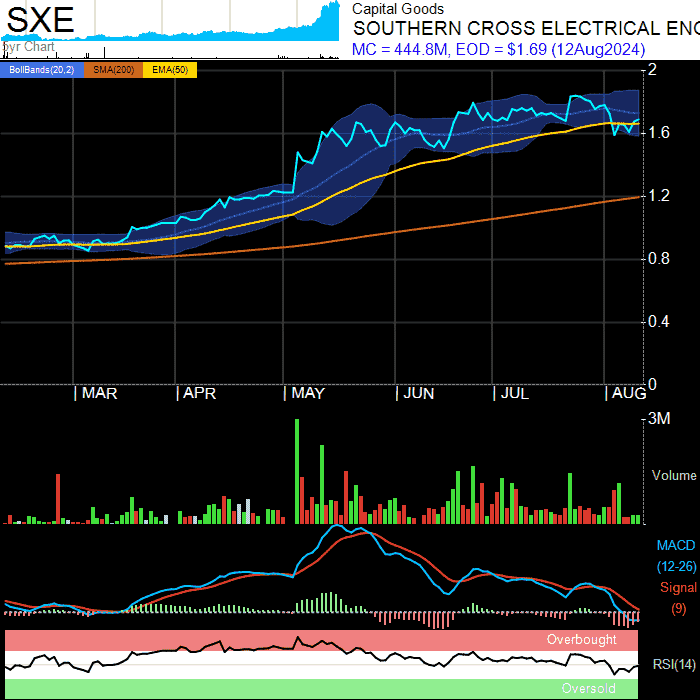 SXE
5yr Chart
Capital Goods
SOUTHERN CROSS ELECTRICAL ENG
MC = 444.8M, EOD = $1.69 (12Aug2024)
BollBands(20,2) SMA(200) EMA(50)
2
1.6
1.2
0.8
0.4
0
MAR APR MAY JUN JUL AUG
3M
Volume
MACD
(12-26)
Signal
(9)
Overbought
RSI(14)
Oversold